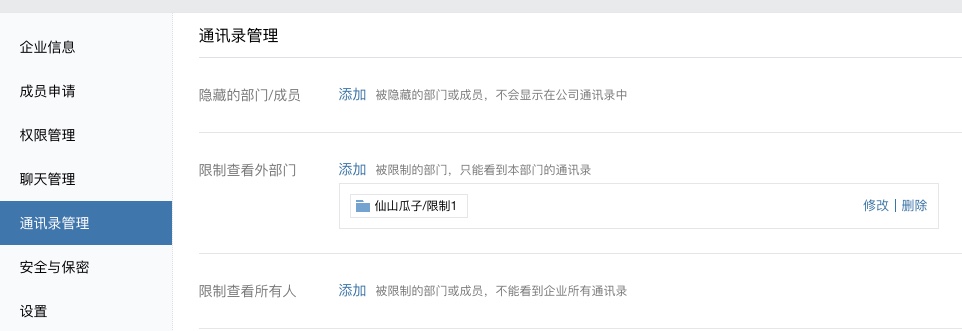 通讯录管理
企业信息
成员申请
权限管理
聊天管理
通讯录管理
安全与保密
设置
隐藏的部门/成员 添加 被隐藏的部门或成员，不会显示在公司通讯录中
限制查看外部门 添加 被限制的部门，只能看到本部门的通讯录
仙山瓜子/限制1 修改 | 删除
限制查看所有人 添加 被限制的部门或成员，不能看到企业所有通讯录